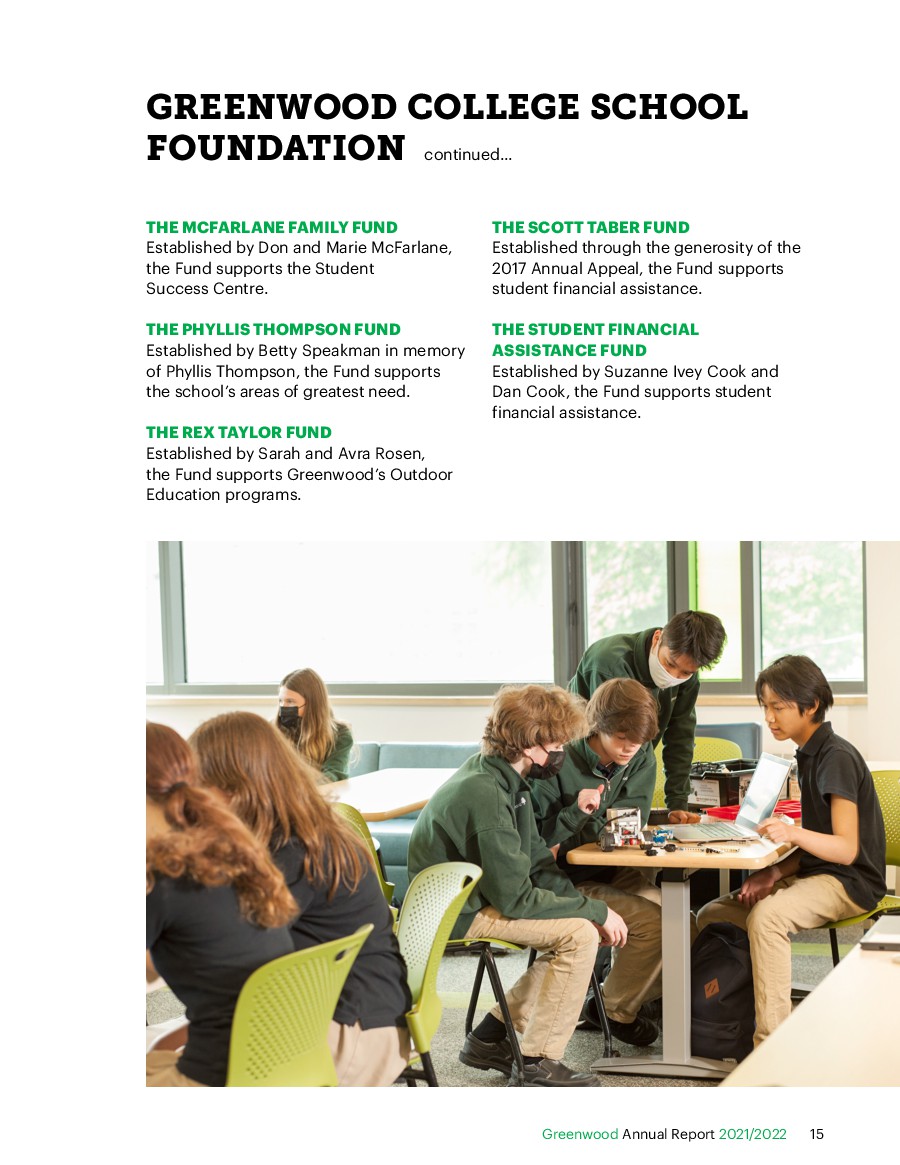 GREENWOOD COLLEGE SCHOOL
FOUNDATION continued...
THE MCFARLANE FAMILY FUND
Established by Don and Marie McFarlane,
the Fund supports the Student
Success Centre.
THE PHYLLIS THOMPSON FUND
Established by Betty Speakman in memory
of Phyllis Thompson, the Fund supports
the school’s areas of greatest need.
THE REX TAYLOR FUND
Established by Sarah and Avra Rosen,
the Fund supports Greenwood’s Outdoor
Education programs.
THE SCOTT TABER FUND
Established through the generosity of the
2017 Annual Appeal, the Fund supports
student financial assistance.
THE STUDENT FINANCIAL
ASSISTANCE FUND
Established by Suzanne Ivey Cook and
Dan Cook, the Fund supports student
financial assistance.
Greenwood Annual Report 2021/2022 15